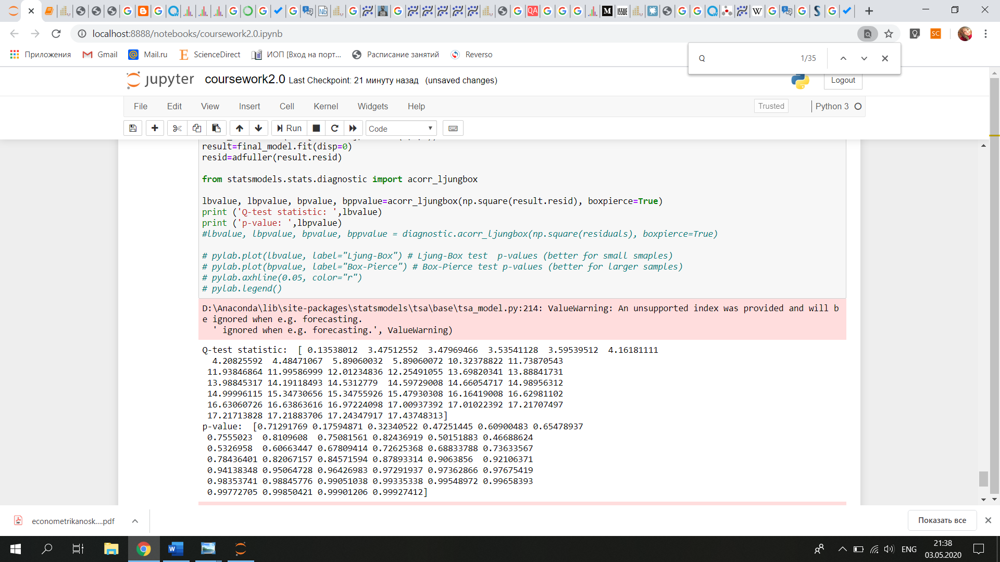 localhost:8888/notebooks/coursework2.0.ipynb
Q 1/35
Приложения Gmail Mail.ru ScienceDirect ИОП [Вход на порт... Расписание занятий Reverso
jupyter coursework2.0 Last Checkpoint: 21 минуту назад (unsaved changes)
Logout
File Edit View Insert Cell Kernel Widgets Help Trusted Python 3
Run Code
result=final_model.fit(disp=0)
resid=adfuller(result.resid)
from statsmodels.stats.diagnostic import acorr_ljungbox
lbvalue, lbpvalue, bpvalue, bppvalue=acorr_ljungbox(np.square(result.resid), boxpierce=True)
print ('Q-test statistic: ',lbvalue)
print ('p-value: ',lbpvalue)
#lbvalue, lbpvalue, bpvalue, bppvalue = diagnostic.acorr_ljungbox(np.square(residuals), boxpierce=True)
# pylab.plot(lbvalue, label="Ljung-Box") # Ljung-Box test  p-values (better for small smaples)
# pylab.plot(bpvalue, label="Box-Pierce") # Box-Pierce test p-values (better for larger samples)
# pylab.axhline(0.05, color="r")
# pylab.legend()
D:\Anaconda\lib\site-packages\statsmodels\tsa\base\tsa_model.py:214: ValueWarning: An unsupported index was provided and will b
e ignored when e.g. forecasting.
' ignored when e.g. forecasting.', ValueWarning)
Q-test statistic:  [ 0.13538012  3.47512552  3.47969466  3.53541128  3.59539512  4.16181111
4.20825592  4.48471067  5.89060032  5.89060072 10.32378822 11.73870543
11.93846864 11.99586999 12.01234836 12.25491055 13.69820341 13.88841731
13.98845317 14.19118493 14.5312779  14.59729008 14.66054717 14.98956312
14.99996115 15.34730656 15.34755926 15.47930308 16.16419008 16.62981102
16.63060726 16.63863616 16.97224098 17.00937392 17.01022392 17.21707497
17.21713828 17.21883706 17.24347917 17.43748313]
p-value:  [0.71291769 0.17594871 0.32340522 0.47251445 0.60900483 0.65478937
0.7555023  0.8109608  0.75081561 0.82436919 0.50151883 0.46688624
0.5326958  0.60663447 0.67809414 0.72625368 0.68833788 0.73633567
0.78436401 0.82067157 0.84571594 0.87893314 0.9063856  0.92106371
0.94138348 0.95064728 0.96426983 0.97291937 0.97362866 0.97675419
0.98353741 0.98845776 0.99051038 0.99335338 0.99548972 0.99658393
0.99772705 0.99850421 0.99901206 0.99927412]
econometrikanosk....pdf Показать все
ENG 21:38
03.05.2020